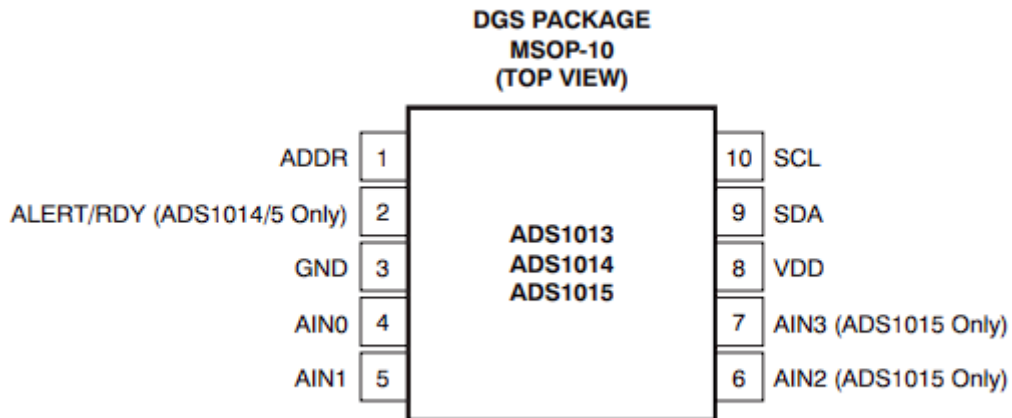 DGS PACKAGE
MSOP-10
(TOP VIEW)
ADDR 1 10 SCL
ALERT/RDY (ADS1014/5 Only) 2 9 SDA
ADS1013
GND 3 ADS1014 8 VDD
ADS1015
AIN0 4 7 AIN3 (ADS1015 Only)
AIN1 5 6 AIN2 (ADS1015 Only)